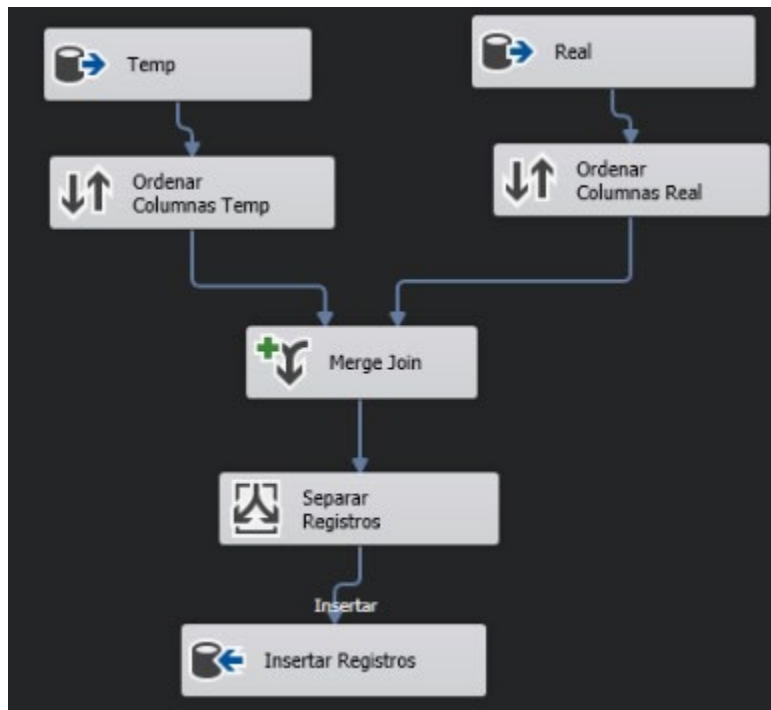 Temp
Real
Ordenar
Columnas Temp
Ordenar
Columnas Real
Merge Join
Separar
Registros
Insertar
Insertar Registros